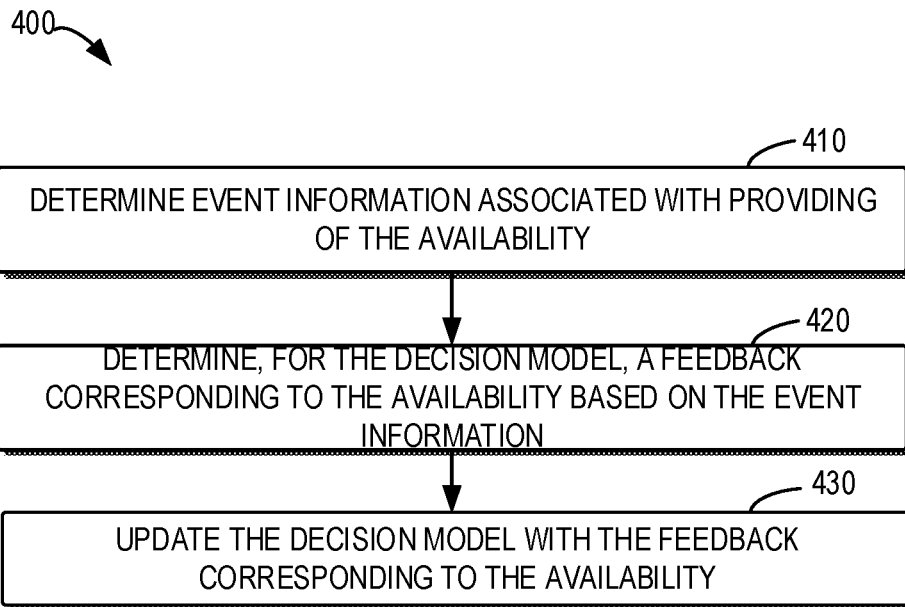 400
410
DETERMINE EVENT INFORMATION ASSOCIATED WITH PROVIDING
OF THE AVAILABILITY
420
DETERMINE, FOR THE DECISION MODEL, A FEEDBACK
CORRESPONDING TO THE AVAILABILITY BASED ON THE EVENT
INFORMATION
430
UPDATE THE DECISION MODEL WITH THE FEEDBACK
CORRESPONDING TO THE AVAILABILITY